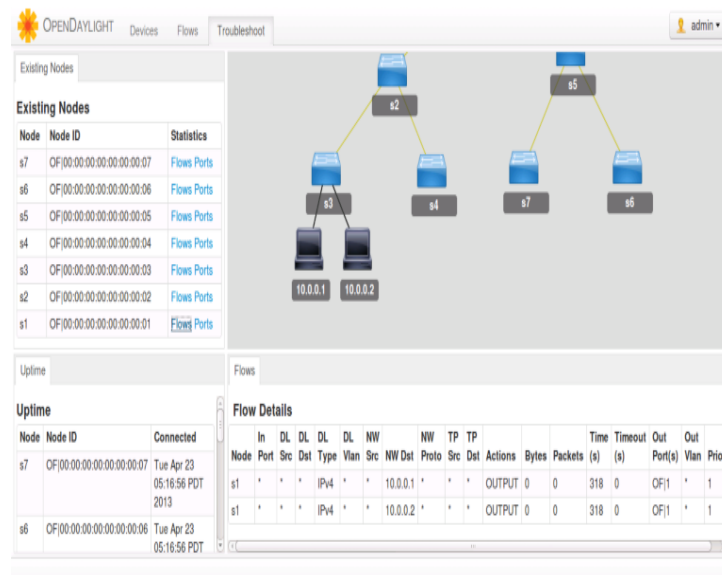 OPENDAYLIGHT Devices Flows Troubleshoot admin
Existing Nodes
Existing Nodes
Node Node ID Statistics
s7 OF|00:00:00:00:00:00:00:07 Flows Ports
s6 OF|00:00:00:00:00:00:00:06 Flows Ports
s5 OF|00:00:00:00:00:00:00:05 Flows Ports
s4 OF|00:00:00:00:00:00:00:04 Flows Ports
s3 OF|00:00:00:00:00:00:00:03 Flows Ports
s2 OF|00:00:00:00:00:00:00:02 Flows Ports
s1 OF|00:00:00:00:00:00:00:01 Flows Ports
s5
s2
s3 s4 s7 s6
10.0.0.1 10.0.0.2
Uptime
Uptime
Node Node ID Connected
s7 OF|00:00:00:00:00:00:00:07 Tue Apr 23
05:16:56 PDT
2013
s6 OF|00:00:00:00:00:00:00:06 Tue Apr 23
05:16:56 PDT
Flows
Flow Details
In DL DL DL DL NW NW TP TP Time Timeout Out Out
Node Port Src Dst Type Vlan Src NW Dst Proto Src Dst Actions Bytes Packets (s) (s) Port(s) Vlan Prio
s1 * * * IPv4 * * 10.0.0.1 * * * OUTPUT 0 0 318 0 OF|1 * 1
s1 * * * IPv4 * * 10.0.0.2 * * * OUTPUT 0 0 318 0 OF|1 * 1